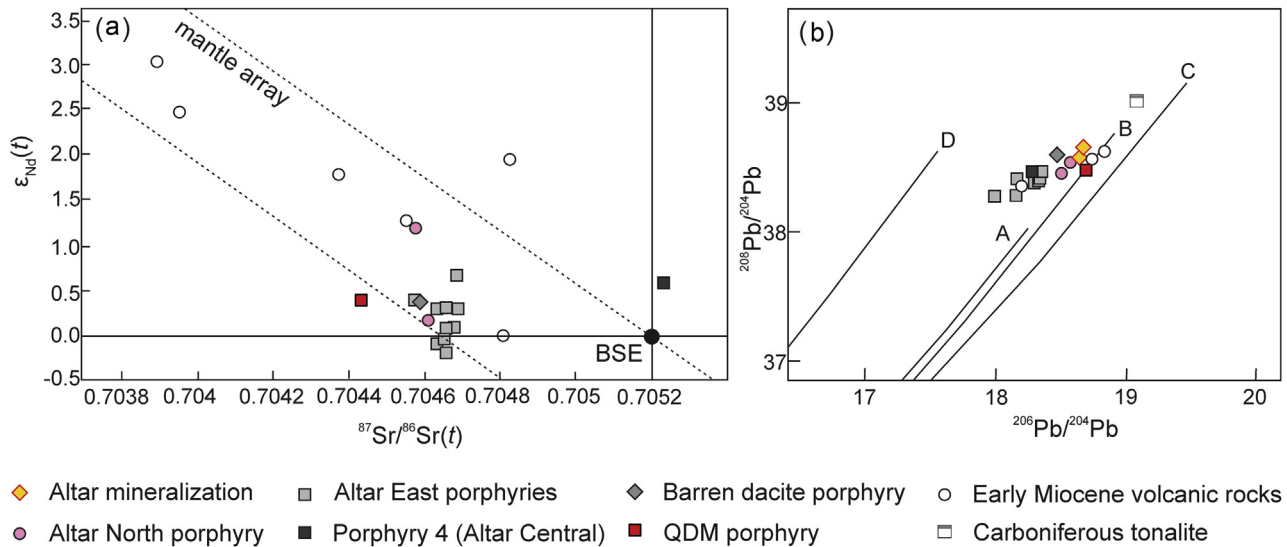 (a)
mantle array
BSE
3.5
3.0
2.5
2.0
1.5
1.0
0.5
0.0
-0.5
εNd(t)
0.7038 0.704 0.7042 0.7044 0.7046 0.7048 0.705 0.7052
⁸⁷Sr/⁸⁶Sr(t)
(b)
A
B
C
D
39
38
37
²⁰⁸Pb/²⁰⁴Pb
17 18 19 20
²⁰⁶Pb/²⁰⁴Pb
Altar mineralization
Altar East porphyries
Barren dacite porphyry
Early Miocene volcanic rocks
Altar North porphyry
Porphyry 4 (Altar Central)
QDM porphyry
Carboniferous tonalite